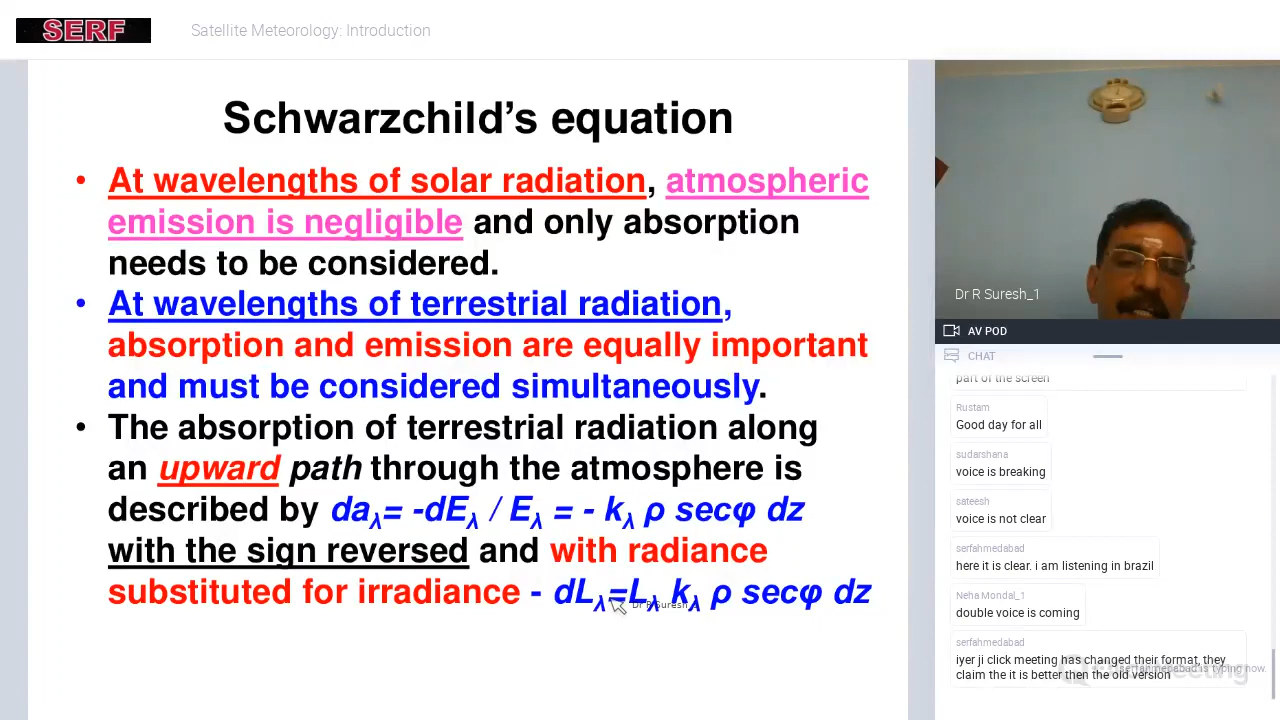 SERF
Satellite Meteorology: Introduction
Schwarzchild’s equation
• At wavelengths of solar radiation, atmospheric
emission is negligible and only absorption
needs to be considered.
• At wavelengths of terrestrial radiation,
absorption and emission are equally important
and must be considered simultaneously.
• The absorption of terrestrial radiation along
an upward path through the atmosphere is
described by daλ= -dEλ / Eλ = - kλ ρ secφ dz
with the sign reversed and with radiance
substituted for irradiance - dLλ=Lλ kλ ρ secφ dz
Dr R Suresh
Dr R Suresh_1
AV POD
CHAT
part of the screen
Rustam
Good day for all
sudarshana
voice is breaking
sateesh
voice is not clear
serfahmedabad
here it is clear. i am listening in brazil
Neha Mondal_1
double voice is coming
serfahmedabad
iyer ji click meeting has changed their format, they
claim the it is better then the old version
serfahmedabad is typing now.